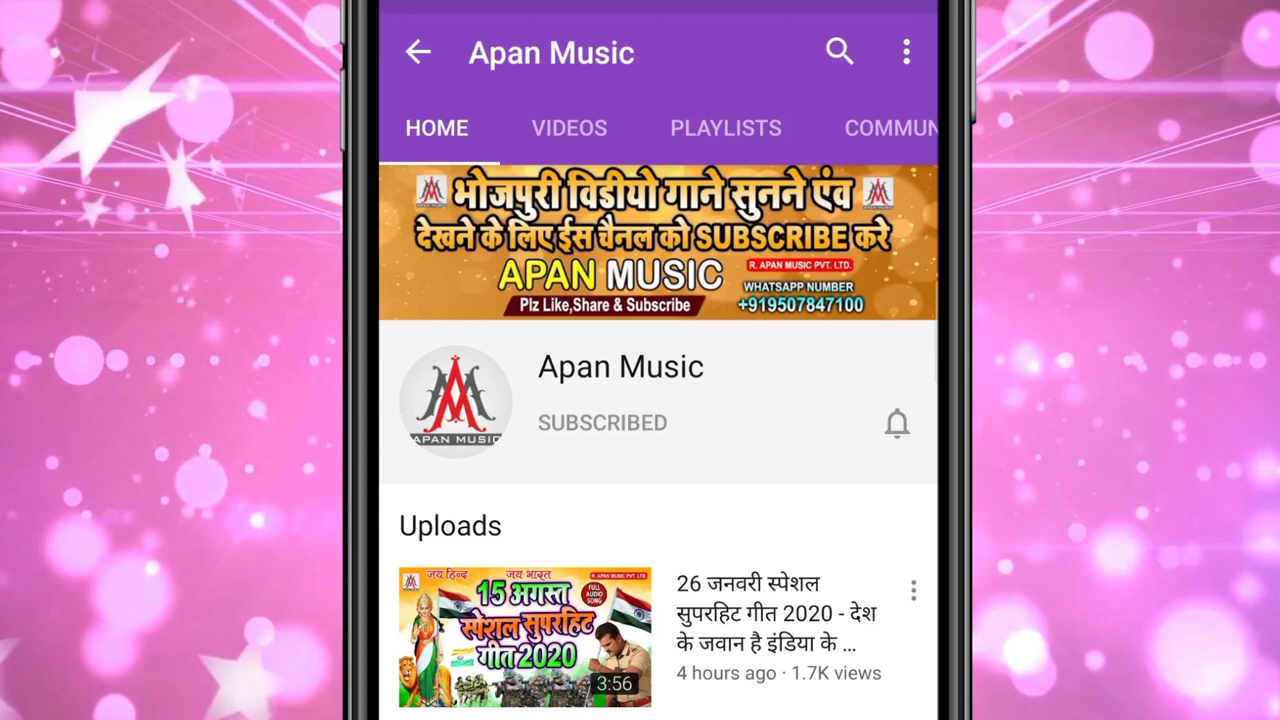 Apan Music
HOME VIDEOS PLAYLISTS COMMUN
भोजपुरी विडीयो गाने सुनने एंव
देखने के लिए ईस चैनल को SUBSCRIBE करे
APAN MUSIC
R. APAN MUSIC PVT. LTD.
WHATSAPP NUMBER
Plz Like,Share & Subscribe
+919507847100
Apan Music
SUBSCRIBED
APAN MUSIC
Uploads
जय हिन्द जय भारत
R. APAN MUSIC PVT. LTD
15 अगस्त
FULL
AUDIO
SONG
स्पेशल सुपरहिट
गीत 2020
3:56
26 जनवरी स्पेशल
सुपरहिट गीत 2020 - देश
के जवान है इंडिया के ...
4 hours ago · 1.7K views